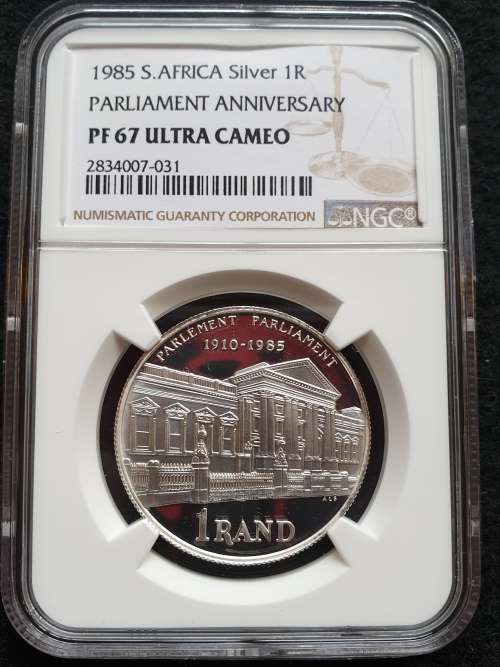 1985 S.AFRICA Silver 1R
PARLIAMENT ANNIVERSARY
PF 67 ULTRA CAMEO
2834007-031
NUMISMATIC GUARANTY CORPORATION NGC®
PARLEMENT PARLIAMENT
1910-1985
ALS
1 RAND